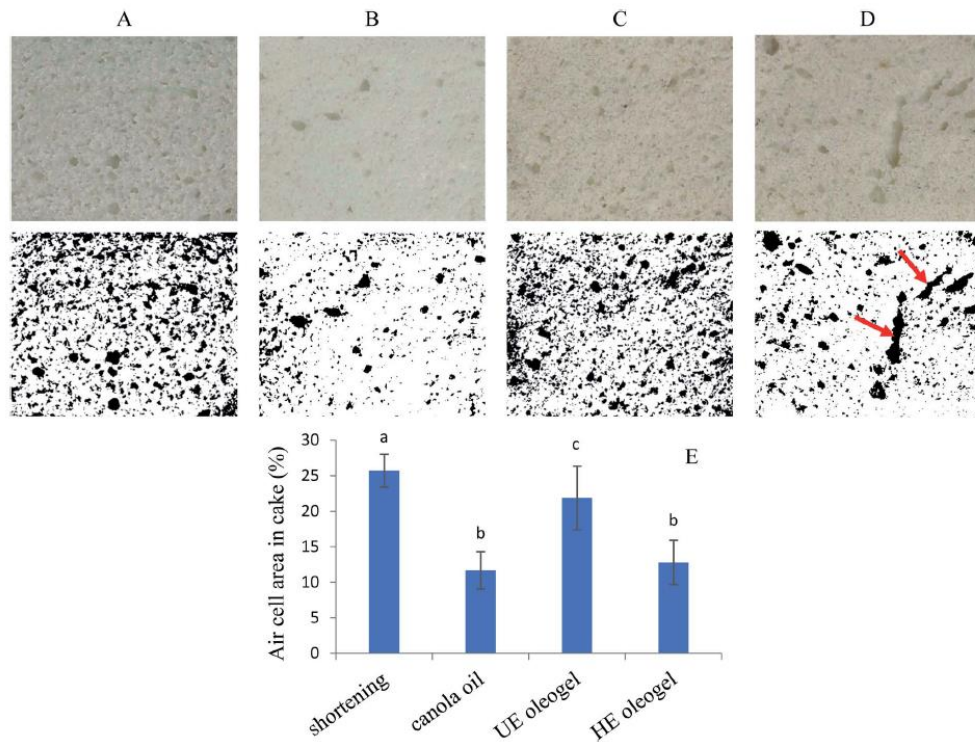 A
B
C
D
E
Air cell area in cake (%)
30
25
20
15
10
5
0
a
b
c
b
shortening
canola oil
UE oleogel
HE oleogel